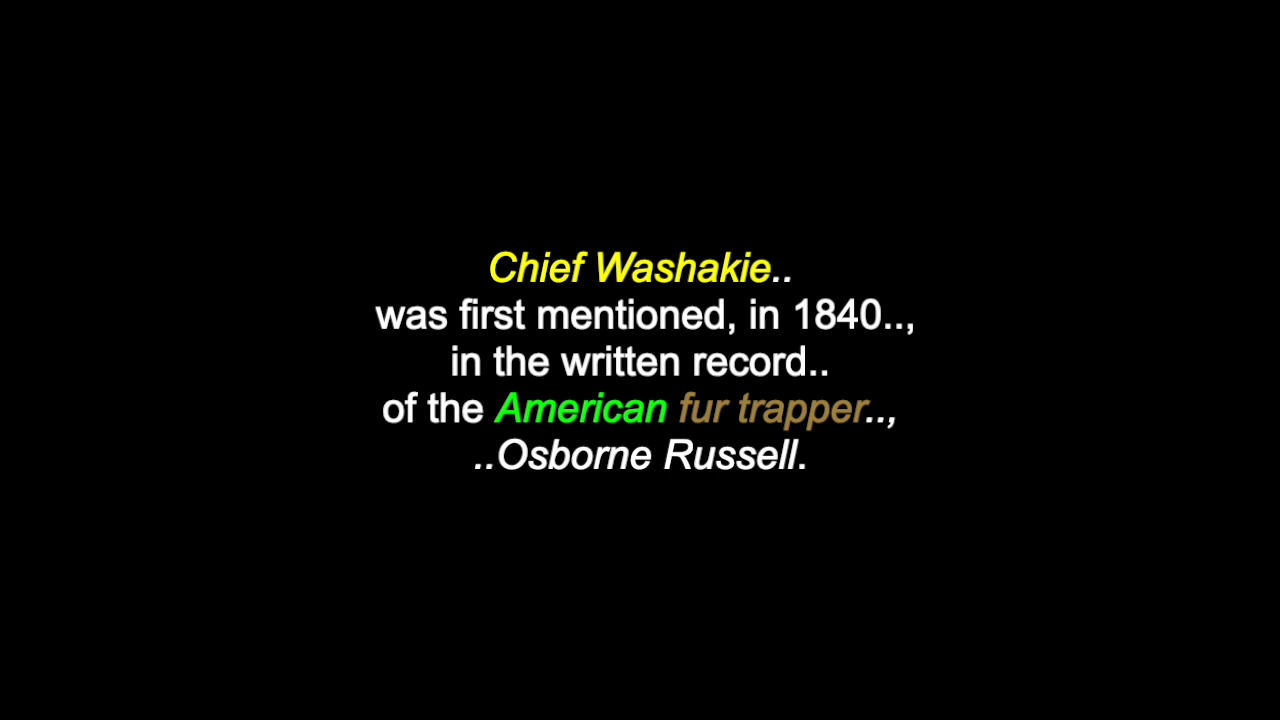 Chief Washakie..
was first mentioned, in 1840..,
in the written record..
of the American fur trapper..,
..Osborne Russell.